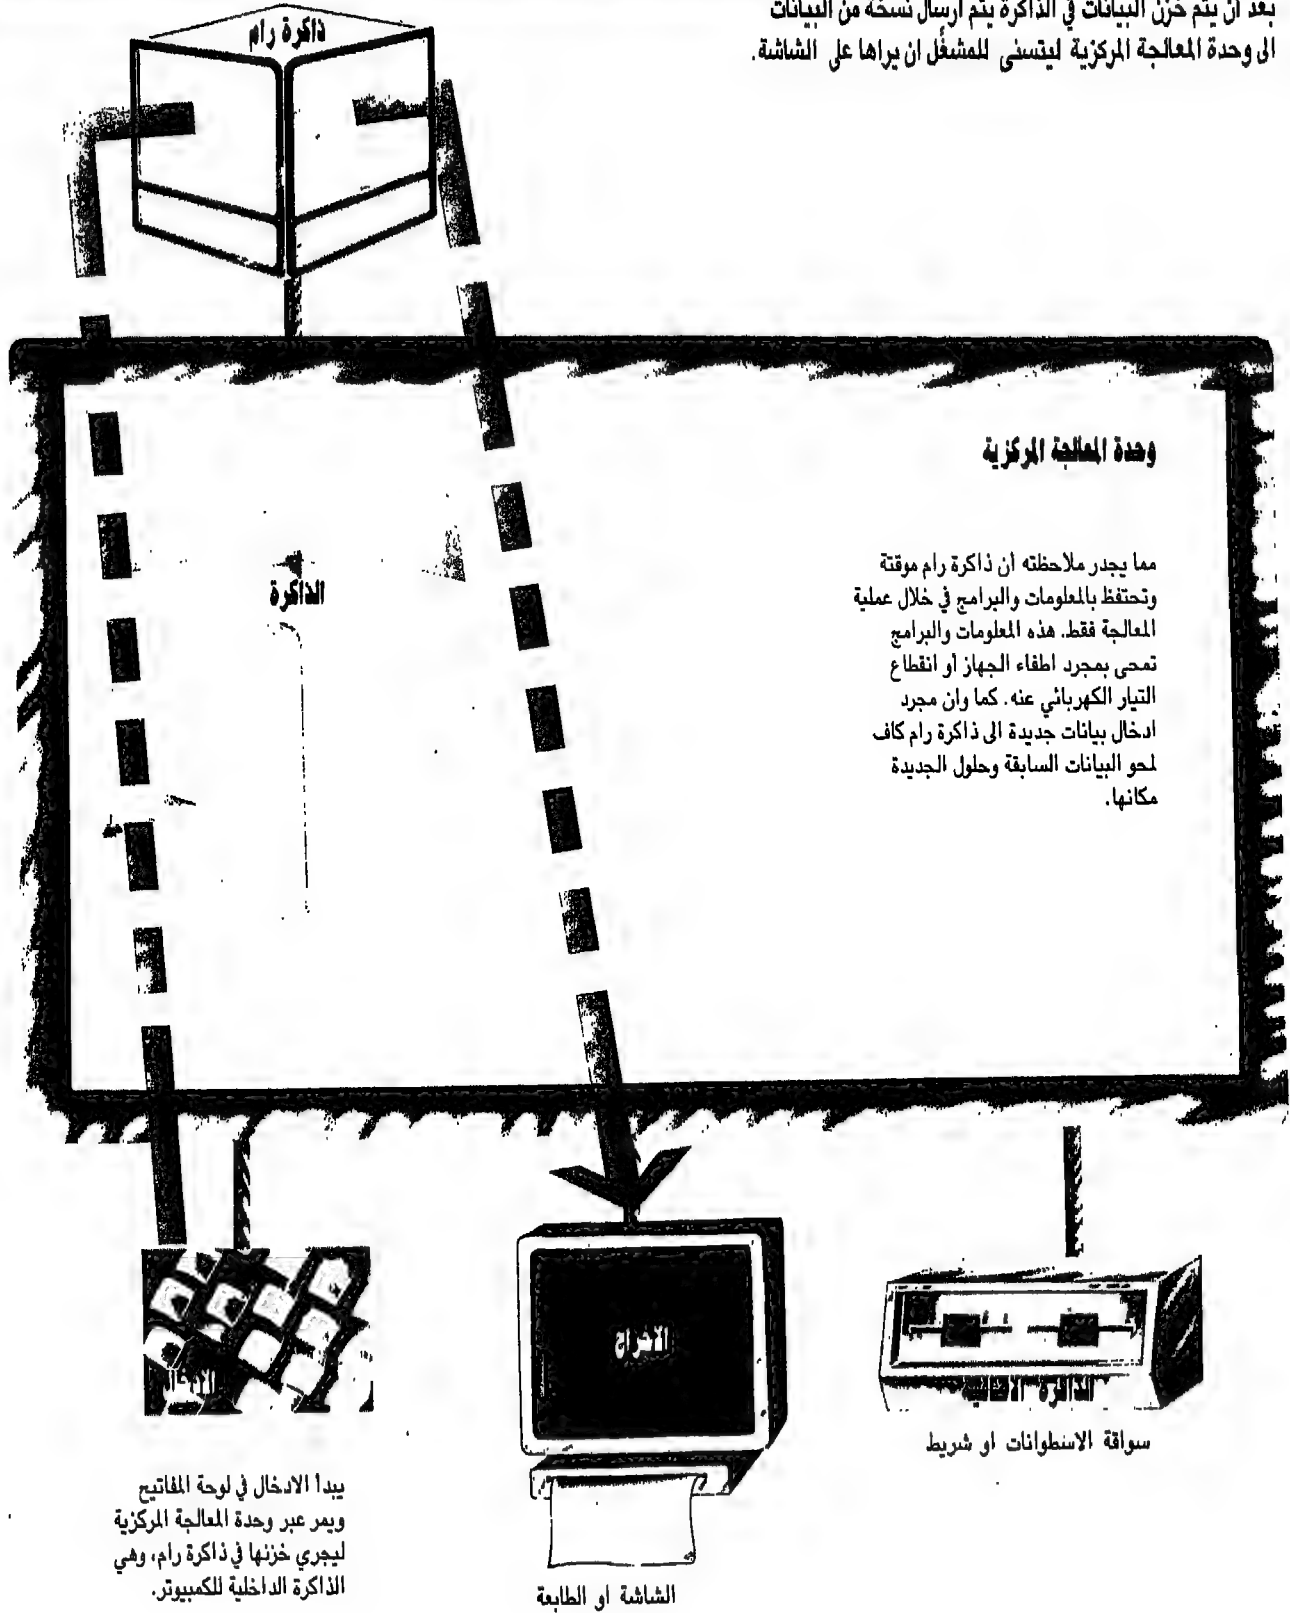 بعد ان يتم خزن البيانات في الذاكرة يتم ارسال نسخة من البيانات
الى وحدة المعالجة المركزية ليتسنى للمشغّل ان يراها على الشاشة.
ذاكرة رام
وحدة المعالجة المركزية
مما يجدر ملاحظته ان ذاكرة رام موقتة
وتحتفظ بالمعلومات والبرامج في خلال عملية
المعالجة فقط. هذه المعلومات والبرامج
تمحى بمجرد اطفاء الجهاز أو انقطاع
التيار الكهربائي عنه. كما وان مجرد
ادخال بيانات جديدة الى ذاكرة رام كاف
لمحو البيانات السابقة وحلول الجديدة
مكانها.
الذاكرة
الاخراج
الذاكرة الاضافية
سواقة الاسطوانات او شريط
الشاشة او الطابعة
يبدأ الادخال في لوحة المفاتيح
ويمر عبر وحدة المعالجة المركزية
ليجري خزنها في ذاكرة رام، وهي
الذاكرة الداخلية للكمبيوتر.